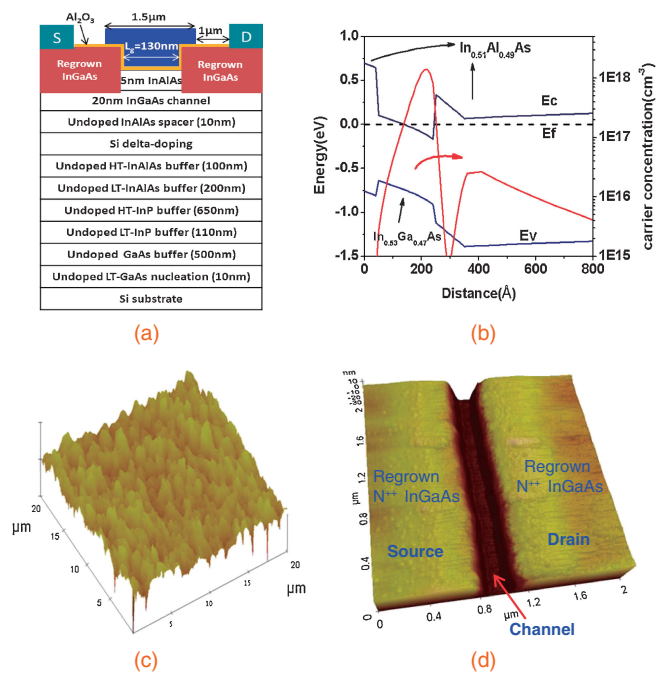 Al₂O₃
1.5μm
S
1μm
D
Lg=130nm
Regrown
InGaAs
Regrown
InGaAs
5nm InAlAs
20nm InGaAs channel
Undoped InAlAs spacer (10nm)
Si delta-doping
Undoped HT-InAlAs buffer (100nm)
Undoped LT-InAlAs buffer (200nm)
Undoped HT-InP buffer (650nm)
Undoped LT-InP buffer (110nm)
Undoped GaAs buffer (500nm)
Undoped LT-GaAs nucleation (10nm)
Si substrate
(a)
1.0
0.5
0.0
-0.5
-1.0
-1.5
Energy(eV)
In₀.₅₁Al₀.₄₉As
Ec
Ef
In₀.₅₃Ga₀.₄₇As
Ev
1E18
1E17
1E16
1E15
carrier concentration(cm⁻³)
0 200 400 600 800
Distance(Å)
(b)
20
μm
15
10
5
5
10
15
20
μm
(c)
nm
2
1.6
1.2
μm
0.8
0.4
0
Regrown
N⁺⁺ InGaAs
Regrown
N⁺⁺ InGaAs
Source
Drain
0 0.4 0.8 1.2 1.6 2
μm
Channel
(d)